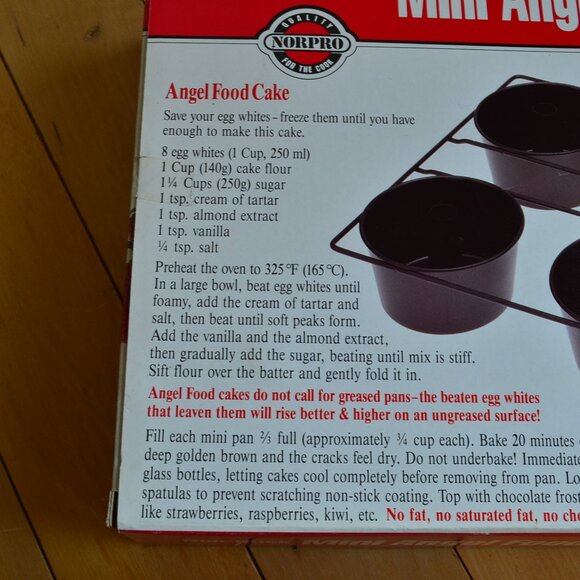 Mini Ang
QUALITY
NORPRO
FOR THE COOK
Angel Food Cake
Save your egg whites – freeze them until you have
enough to make this cake.
8 egg whites (1 Cup, 250 ml)
1 Cup (140g) cake flour
1¼ Cups (250g) sugar
1 tsp. cream of tartar
1 tsp. almond extract
1 tsp. vanilla
¼ tsp. salt
Preheat the oven to 325°F (165°C).
In a large bowl, beat egg whites until
foamy, add the cream of tartar and
salt, then beat until soft peaks form.
Add the vanilla and the almond extract,
then gradually add the sugar, beating until mix is stiff.
Sift flour over the batter and gently fold it in.
Angel Food cakes do not call for greased pans–the beaten egg whites
that leaven them will rise better & higher on an ungreased surface!
Fill each mini pan ⅔ full (approximately ¾ cup each). Bake 20 minutes
deep golden brown and the cracks feel dry. Do not underbake! Immediate
glass bottles, letting cakes cool completely before removing from pan. Lo
spatulas to prevent scratching non-stick coating. Top with chocolate frost
like strawberries, raspberries, kiwi, etc. No fat, no saturated fat, no cho